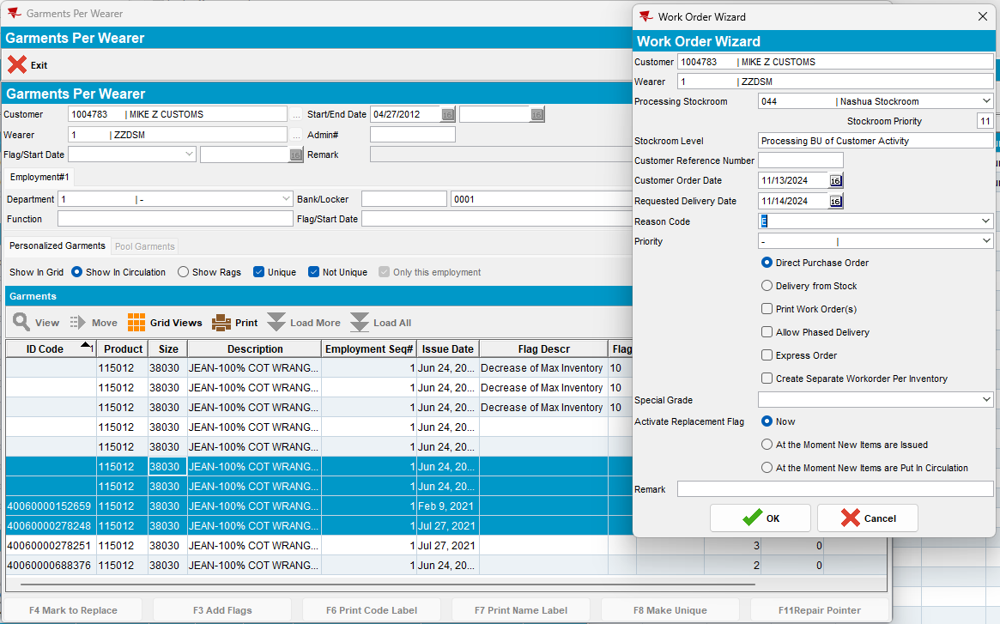 Garments Per Wearer
Garments Per Wearer
Exit
Garments Per Wearer
Customer 1004783 | MIKE Z CUSTOMS ... Start/End Date 04/27/2012 16 16
Wearer 1 | ZZDSM ... Admin#
Flag/Start Date 16 Remark
Employment#1
Department 1 | - Bank/Locker 0001
Function Flag/Start Date
Personalized Garments Pool Garments
Show In Grid Show In Circulation Show Rags Unique Not Unique Only this employment
Garments
View Move Grid Views Print Load More Load All
ID Code 1 Product Size Description Employment Seq# Issue Date Flag Descr Flag
115012 38030 JEAN-100% COT WRANG... 1 Jun 24, 20... Decrease of Max Inventory 10
115012 38030 JEAN-100% COT WRANG... 1 Jun 24, 20... Decrease of Max Inventory 10
115012 38030 JEAN-100% COT WRANG... 1 Jun 24, 20... Decrease of Max Inventory 10
115012 38030 JEAN-100% COT WRANG... 1 Jun 24, 20...
115012 38030 JEAN-100% COT WRANG... 1 Jun 24, 20...
115012 38030 JEAN-100% COT WRANG... 1 Jun 24, 20...
115012 38030 JEAN-100% COT WRANG... 1 Jun 24, 20...
40060000152659 115012 38030 JEAN-100% COT WRANG... 1 Feb 9, 2021
40060000278248 115012 38030 JEAN-100% COT WRANG... 1 Jul 27, 2021
40060000278251 115012 38030 JEAN-100% COT WRANG... 1 Jul 27, 2021 3 0
40060000688376 115012 38030 JEAN-100% COT WRANG... 1 Jun 24, 20... 2 0
F4 Mark to Replace F3 Add Flags F6 Print Code Label F7 Print Name Label F8 Make Unique F11Repair Pointer
Work Order Wizard
Work Order Wizard
Customer 1004783 | MIKE Z CUSTOMS
Wearer 1 | ZZDSM
Processing Stockroom 044 | Nashua Stockroom
Stockroom Priority 11
Stockroom Level Processing BU of Customer Activity
Customer Reference Number
Customer Order Date 11/13/2024 16
Requested Delivery Date 11/14/2024 16
Reason Code E
Priority - |
Direct Purchase Order
Delivery from Stock
Print Work Order(s)
Allow Phased Delivery
Express Order
Create Separate Workorder Per Inventory
Special Grade
Activate Replacement Flag Now
At the Moment New Items are Issued
At the Moment New Items are Put In Circulation
Remark
OK Cancel